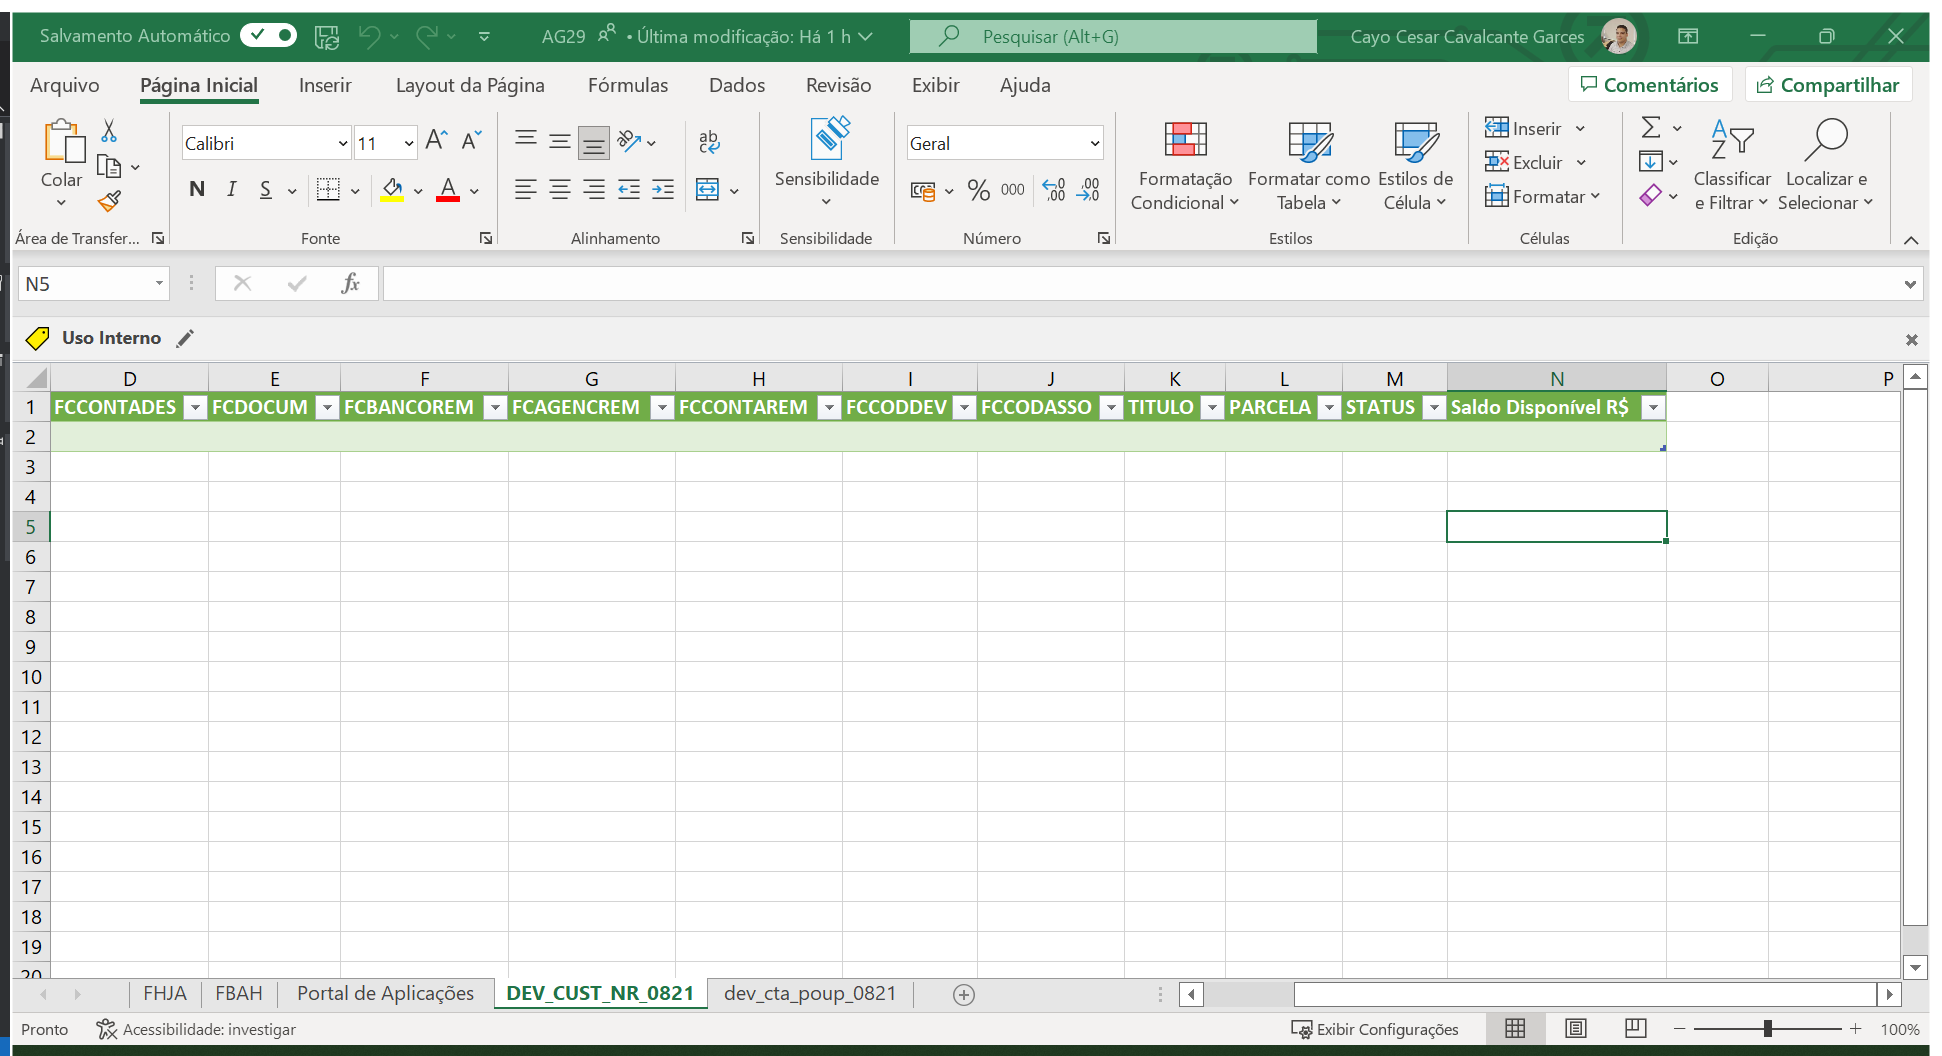 Salvamento Automático AG29 • Última modificação: Há 1 h Pesquisar (Alt+G) Cayo Cesar Cavalcante Garces
Arquivo Página Inicial Inserir Layout da Página Fórmulas Dados Revisão Exibir Ajuda Comentários Compartilhar
Colar
Área de Transfer...
Calibri 11
N I S A
Fonte
ab
Alinhamento
Sensibilidade
Sensibilidade
Geral
% 000 ,00 ,00
Número
Formatação Condicional
Formatar como Tabela
Estilos de Célula
Estilos
Inserir
Excluir
Formatar
Células
Classificar e Filtrar
Localizar e Selecionar
Edição
N5 fx
Uso Interno
D E F G H I J K L M N O P
1 FCCONTADES FCDOCUM FCBANCOREM FCAGENCREM FCCONTAREM FCCODDEV FCCODASSO TITULO PARCELA STATUS Saldo Disponível R$
2
3
4
5
6
7
8
9
10
11
12
13
14
15
16
17
18
19
20
FHJA FBAH Portal de Aplicações DEV_CUST_NR_0821 dev_cta_poup_0821
Pronto Acessibilidade: investigar Exibir Configurações 100%